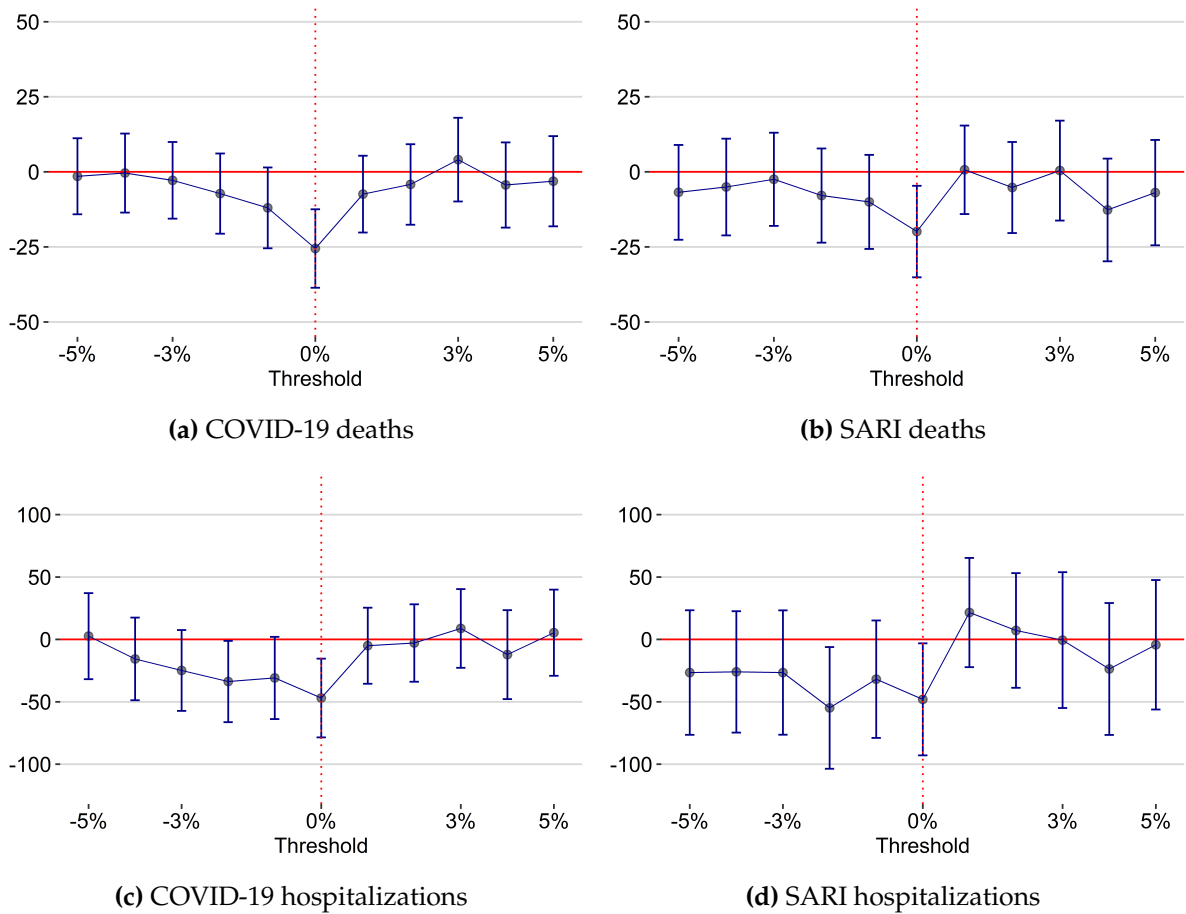 50
25
0
-25
-50
-5% -3% 0% 3% 5%
Threshold
(a) COVID-19 deaths
50
25
0
-25
-50
-5% -3% 0% 3% 5%
Threshold
(b) SARI deaths
100
50
0
-50
-100
-5% -3% 0% 3% 5%
Threshold
(c) COVID-19 hospitalizations
100
50
0
-50
-100
-5% -3% 0% 3% 5%
Threshold
(d) SARI hospitalizations